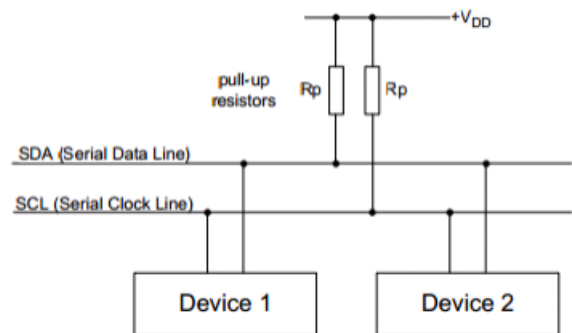 +VDD
pull-up
resistors
Rp
Rp
SDA (Serial Data Line)
SCL (Serial Clock Line)
Device 1
Device 2